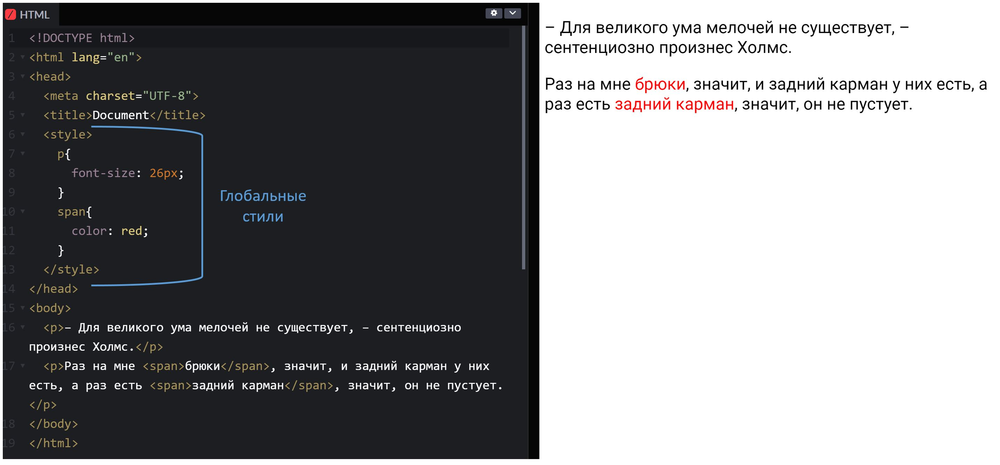 HTML
1 <!DOCTYPE html>
2 <html lang="en">
3 <head>
4 <meta charset="UTF-8">
5 <title>Document</title>
6 <style>
7 p{
8 font-size: 26px;
9 }
10 span{
11 color: red;
12 }
13 </style>
14 </head>
15 <body>
16 <p>– Для великого ума мелочей не существует, – сентенциозно
произнес Холмс.</p>
17 <p>Раз на мне <span>брюки</span>, значит, и задний карман у них
есть, а раз есть <span>задний карман</span>, значит, он не пустует.
</p>
18 </body>
19 </html>
Глобальные
стили
– Для великого ума мелочей не существует, –
сентенциозно произнес Холмс.
Раз на мне брюки, значит, и задний карман у них есть, а
раз есть задний карман, значит, он не пустует.